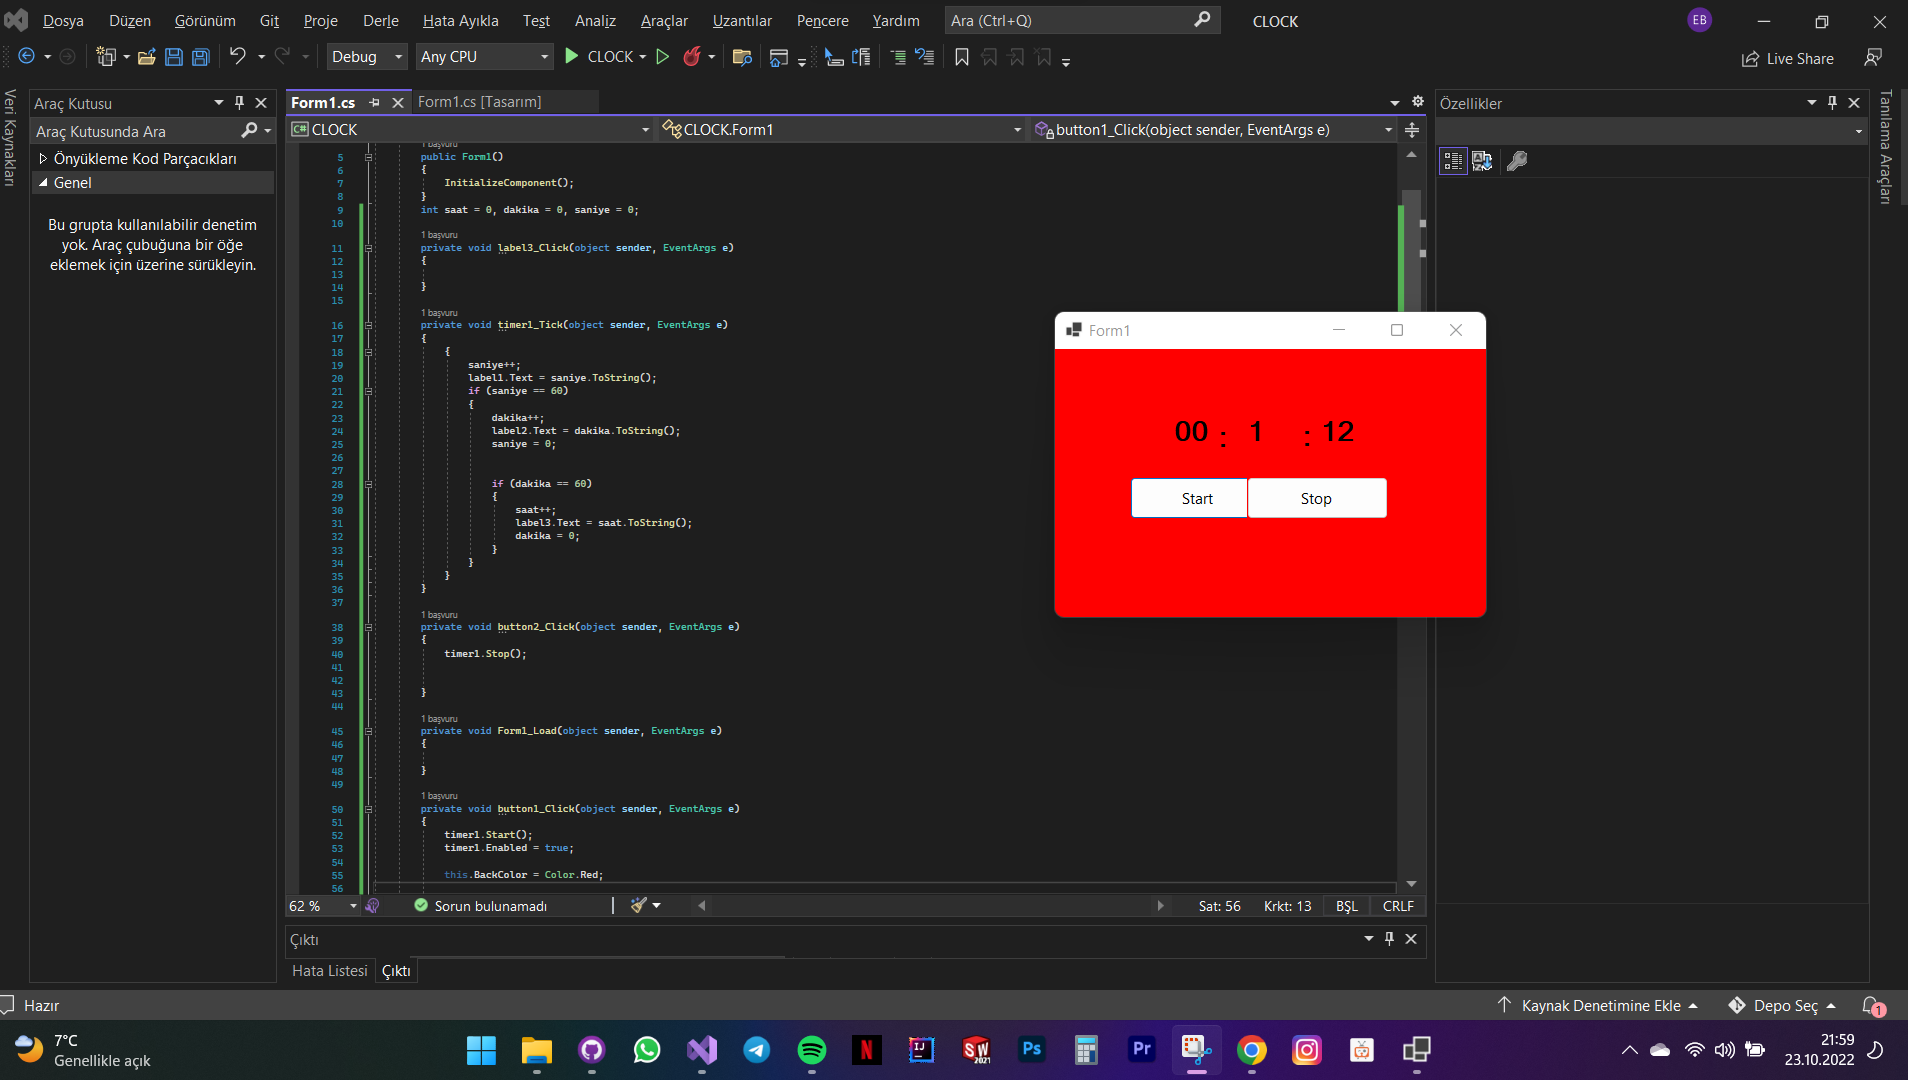 Dosya Düzen Görünüm Git Proje Derle Hata Ayıkla Test Analiz Araçlar Uzantılar Pencere Yardım Ara (Ctrl+Q) CLOCK EB
Debug Any CPU CLOCK Live Share
Veri Kaynakları
Araç Kutusu
Araç Kutusunda Ara
Önyükleme Kod Parçacıkları
Genel
Bu grupta kullanılabilir denetim
yok. Araç çubuğuna bir öğe
eklemek için üzerine sürükleyin.
Form1.cs Form1.cs [Tasarım]
CLOCK CLOCK.Form1 button1_Click(object sender, EventArgs e)
1 başvuru
5 public Form1()
6 {
7 InitializeComponent();
8 }
9 int saat = 0, dakika = 0, saniye = 0;
10
1 başvuru
11 private void label3_Click(object sender, EventArgs e)
12 {
13
14 }
15
1 başvuru
16 private void timer1_Tick(object sender, EventArgs e)
17 {
18 {
19 saniye++;
20 label1.Text = saniye.ToString();
21 if (saniye == 60)
22 {
23 dakika++;
24 label2.Text = dakika.ToString();
25 saniye = 0;
26
27
28 if (dakika == 60)
29 {
30 saat++;
31 label3.Text = saat.ToString();
32 dakika = 0;
33 }
34 }
35 }
36 }
37
1 başvuru
38 private void button2_Click(object sender, EventArgs e)
39 {
40 timer1.Stop();
41
42
43 }
44
1 başvuru
45 private void Form1_Load(object sender, EventArgs e)
46 {
47
48 }
49
1 başvuru
50 private void button1_Click(object sender, EventArgs e)
51 {
52 timer1.Start();
53 timer1.Enabled = true;
54
55 this.BackColor = Color.Red;
56
62 % Sorun bulunamadı Sat: 56 Krkt: 13 BŞL CRLF
Form1
00 : 1 : 12
Start Stop
Özellikler
Tanılama Araçları
Çıktı
Hata Listesi Çıktı
Hazır Kaynak Denetimine Ekle Depo Seç 1
7°C
Genellikle açık
N IJ SW 2021 Ps Pr
21:59
23.10.2022